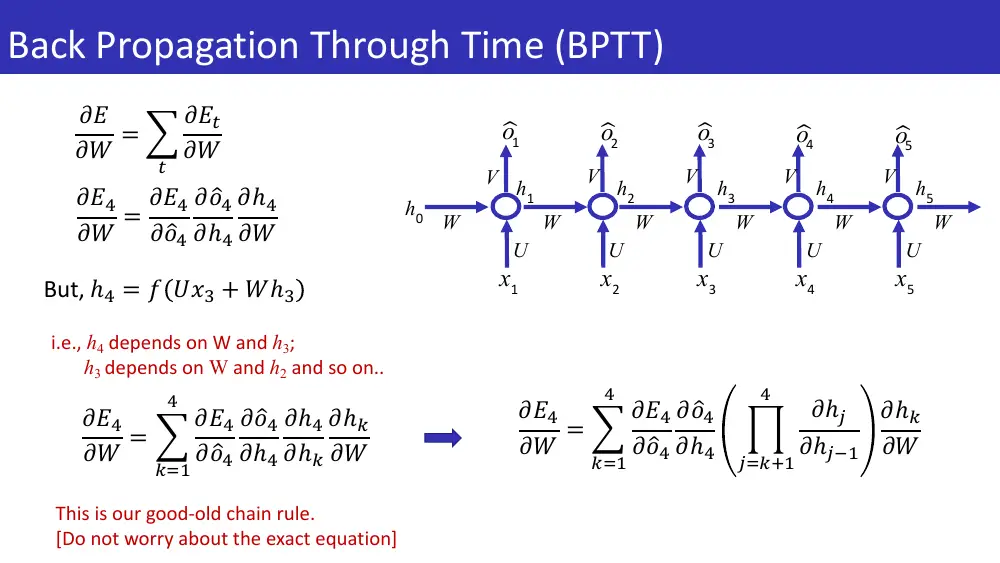 Back Propagation Through Time (BPTT)
∂E/∂W = ∑_t ∂E_t/∂W
∂E_4/∂W = ∂E_4/∂ô_4 ∂ô_4/∂h_4 ∂h_4/∂W
But, h_4 = f(Ux_3 + Wh_3)
i.e., h_4 depends on W and h_3;
h_3 depends on W and h_2 and so on..
∂E_4/∂W = ∑_{k=1}^{4} ∂E_4/∂ô_4 ∂ô_4/∂h_4 ∂h_4/∂h_k ∂h_k/∂W
This is our good-old chain rule.
[Do not worry about the exact equation]
ô_1 ô_2 ô_3 ô_4 ô_5
V V V V V
h_1 h_2 h_3 h_4 h_5
h_0 W W W W W W
U U U U U
x_1 x_2 x_3 x_4 x_5
∂E_4/∂W = ∑_{k=1}^{4} ∂E_4/∂ô_4 ∂ô_4/∂h_4 (∏_{j=k+1}^{4} ∂h_j/∂h_{j−1}) ∂h_k/∂W